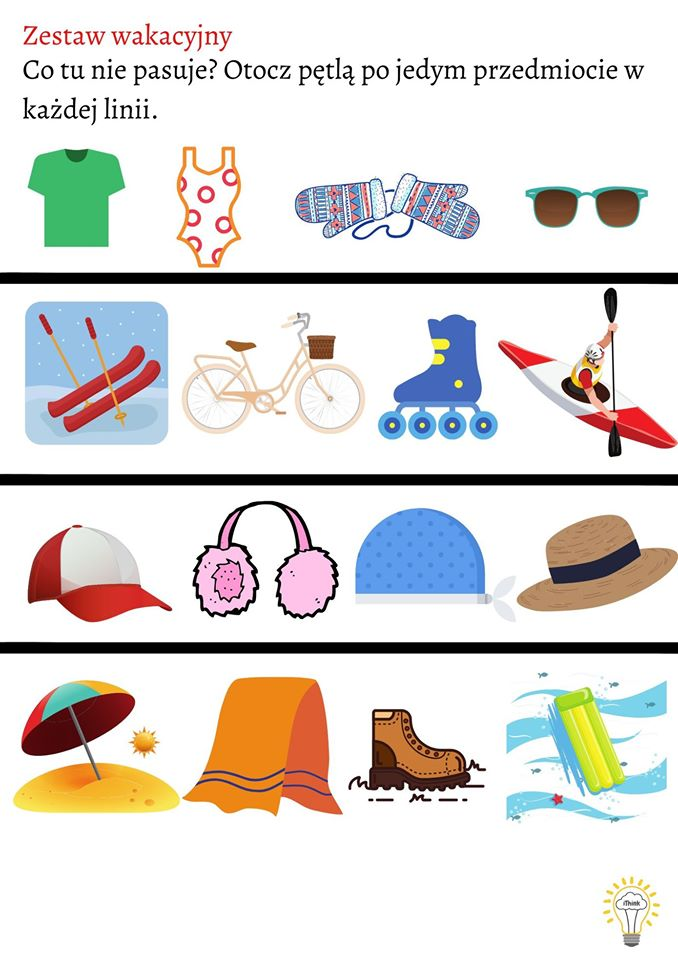 Zestaw wakacyjny
Co tu nie pasuje? Otocz pętlą po jedym przedmiocie w
każdej linii.
iThink